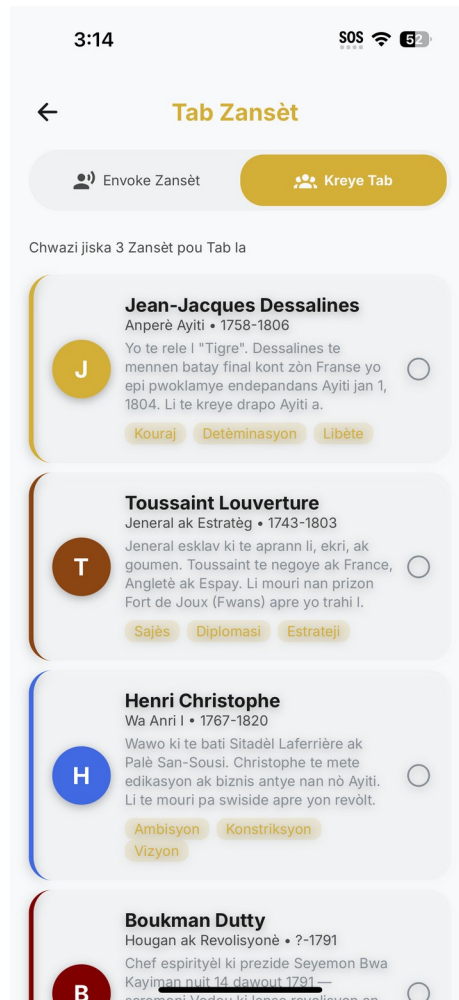 3:14
SOS
52
Tab Zansèt
Envoke Zansèt
Kreye Tab
Chwazi jiska 3 Zansèt pou Tab la
J
Jean-Jacques Dessalines
Anperè Ayiti • 1758-1806
Yo te rele l "Tigre". Dessalines te
mennen batay final kont zòn Franse yo
epi pwoklamye endepandans Ayiti jan 1,
1804. Li te kreye drapo Ayiti a.
Kouraj Detèminasyon Libète
T
Toussaint Louverture
Jeneral ak Estratèg • 1743-1803
Jeneral esklav ki te aprann li, ekri, ak
goumen. Toussaint te negoye ak France,
Angletè ak Espay. Li mouri nan prizon
Fort de Joux (Fwans) apre yo trahi l.
Sajès Diplomasi Estrateji
H
Henri Christophe
Wa Anri I • 1767-1820
Wawo ki te bati Sitadèl Laferrière ak
Palè San-Sousi. Christophe te mete
edikasyon ak biznis antye nan nò Ayiti.
Li te mouri pa swiside apre yon revòlt.
Ambisyon Konstriksyon
Vizyon
B
Boukman Dutty
Hougan ak Revolisyonè • ?-1791
Chef espirityèl ki prezide Seyemon Bwa
Kayiman nuit 14 dawout 1791 —